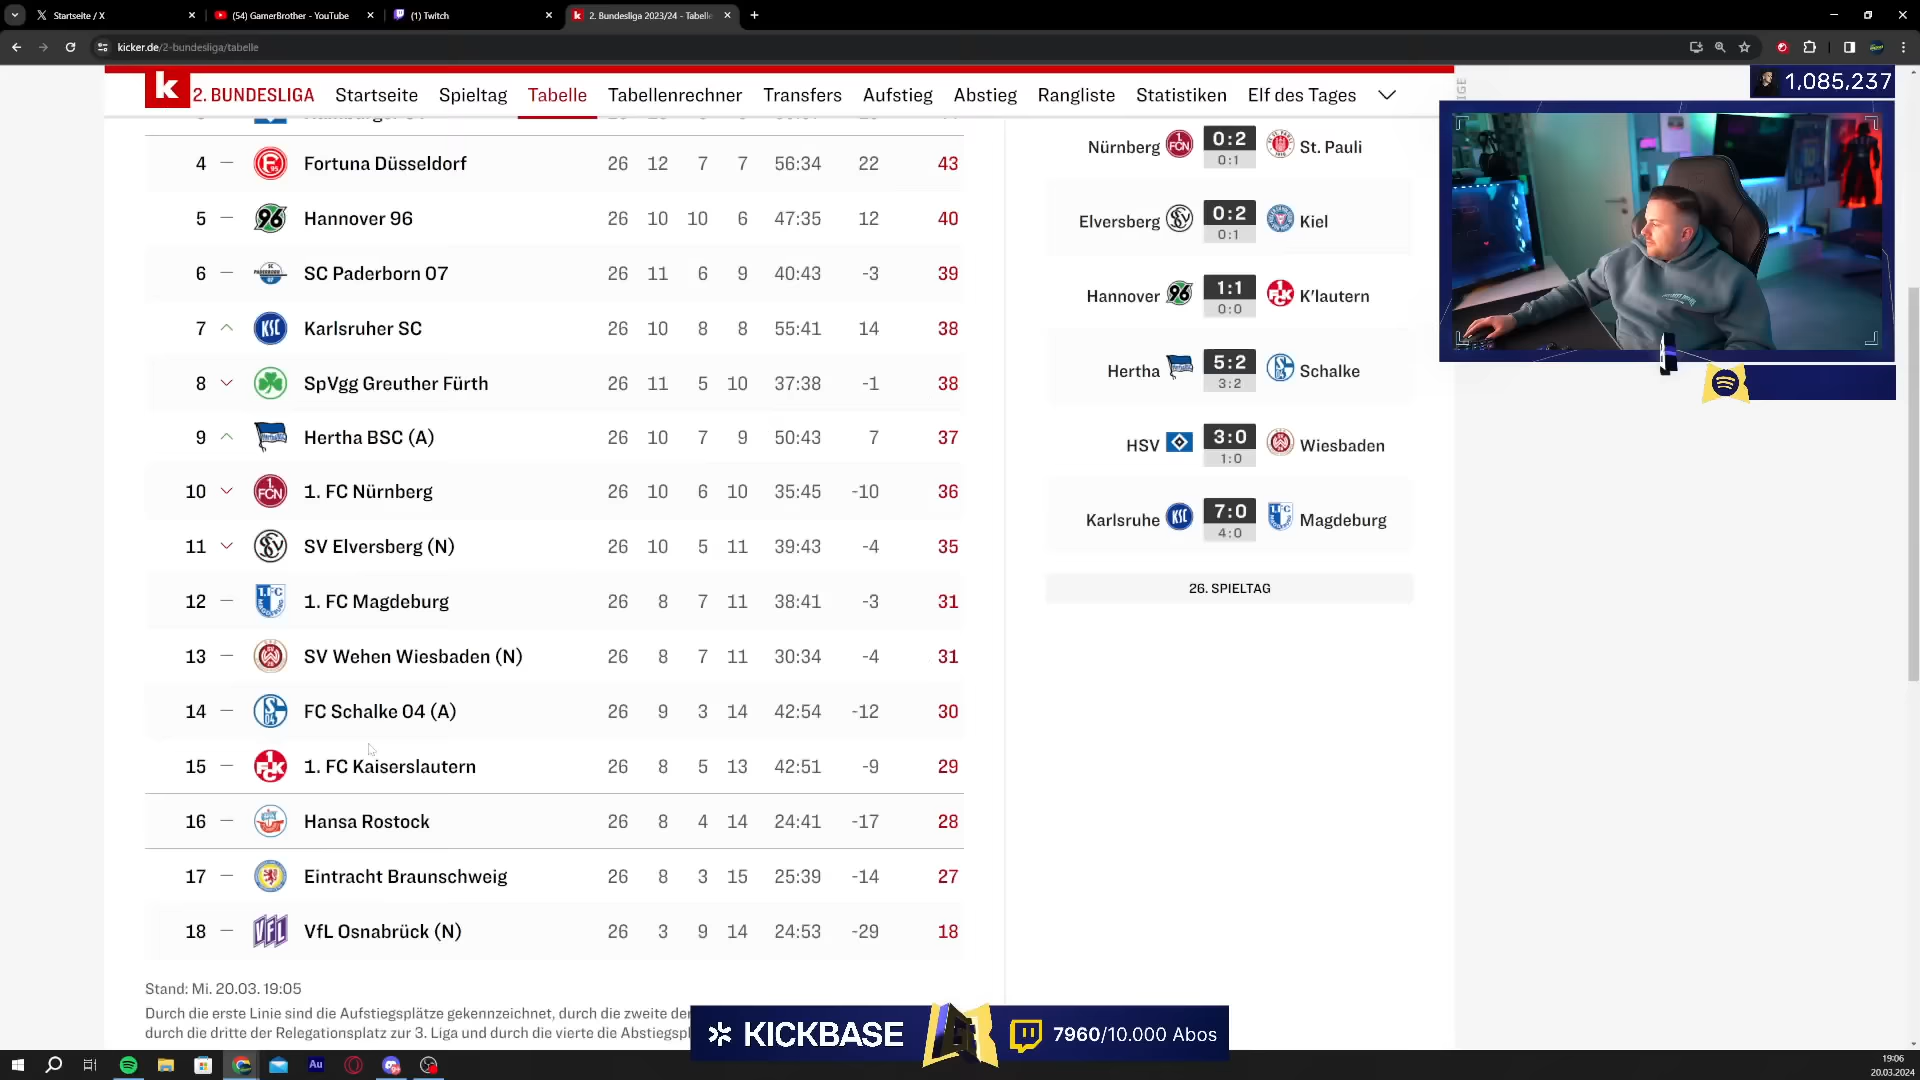 Startseite / X
(54) GamerBrother - YouTube
(1) Twitch
2. Bundesliga 2023/24 - Tabelle
kicker.de/2-bundesliga/tabelle
k 2. BUNDESLIGA Startseite Spieltag Tabelle Tabellenrechner Transfers Aufstieg Abstieg Rangliste Statistiken Elf des Tages
1,085,237
4 — Fortuna Düsseldorf 26 12 7 7 56:34 22 43
5 — Hannover 96 26 10 10 6 47:35 12 40
6 — SC Paderborn 07 26 11 6 9 40:43 -3 39
7 Karlsruher SC 26 10 8 8 55:41 14 38
8 SpVgg Greuther Fürth 26 11 5 10 37:38 -1 38
9 Hertha BSC (A) 26 10 7 9 50:43 7 37
10 1. FC Nürnberg 26 10 6 10 35:45 -10 36
11 SV Elversberg (N) 26 10 5 11 39:43 -4 35
12 — 1. FC Magdeburg 26 8 7 11 38:41 -3 31
13 — SV Wehen Wiesbaden (N) 26 8 7 11 30:34 -4 31
14 — FC Schalke 04 (A) 26 9 3 14 42:54 -12 30
15 — 1. FC Kaiserslautern 26 8 5 13 42:51 -9 29
16 — Hansa Rostock 26 8 4 14 24:41 -17 28
17 — Eintracht Braunschweig 26 8 3 15 25:39 -14 27
18 — VfL Osnabrück (N) 26 3 9 14 24:53 -29 18
Stand: Mi. 20.03. 19:05
Durch die erste Linie sind die Aufstiegsplätze gekennzeichnet, durch die zweite der
durch die dritte der Relegationsplatz zur 3. Liga und durch die vierte die Abstiegspl
Nürnberg 0:2 St. Pauli
0:1
Elversberg 0:2 Kiel
0:1
Hannover 1:1 K'lautern
0:0
Hertha 5:2 Schalke
3:2
HSV 3:0 Wiesbaden
1:0
Karlsruhe 7:0 Magdeburg
4:0
26. SPIELTAG
KICKBASE
7960/10.000 Abos
19:06
20.03.2024